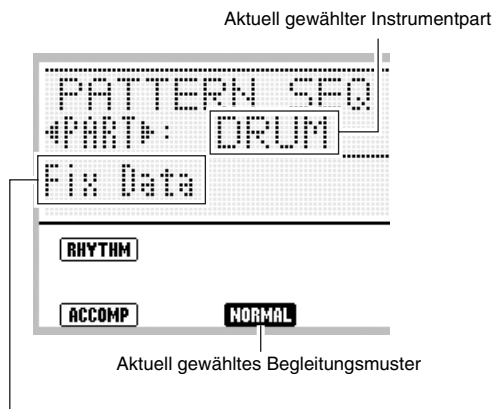 Aktuell gewählter Instrumentpart
PATTERN SEQ
◀PART▶: DRUM
Fix Data
RHYTHM
ACCOMP NORMAL
Aktuell gewähltes Begleitungsmuster